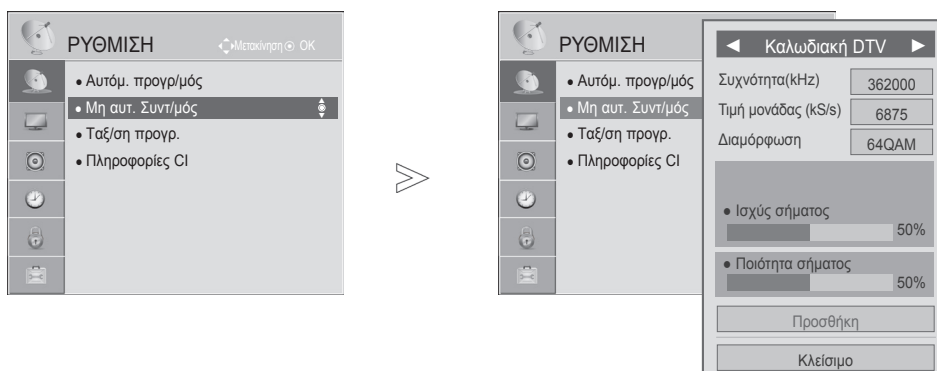 ΡΥΘΜΙΣΗ
Μετακίνηση OK
• Αυτόμ. προγρ/μός
• Μη αυτ. Συντ/μός
• Ταξ/ση προγρ.
• Πληροφορίες CI
ΡΥΘΜΙΣΗ
• Αυτόμ. προγρ/μός
• Μη αυτ. Συντ/μός
• Ταξ/ση προγρ.
• Πληροφορίες CI
◄ Καλωδιακή DTV ►
Συχνότητα(kHz) 362000
Τιμή μονάδας (kS/s) 6875
Διαμόρφωση 64QAM
• Ισχύς σήματος
50%
• Ποιότητα σήματος
50%
Προσθήκη
Κλείσιμο